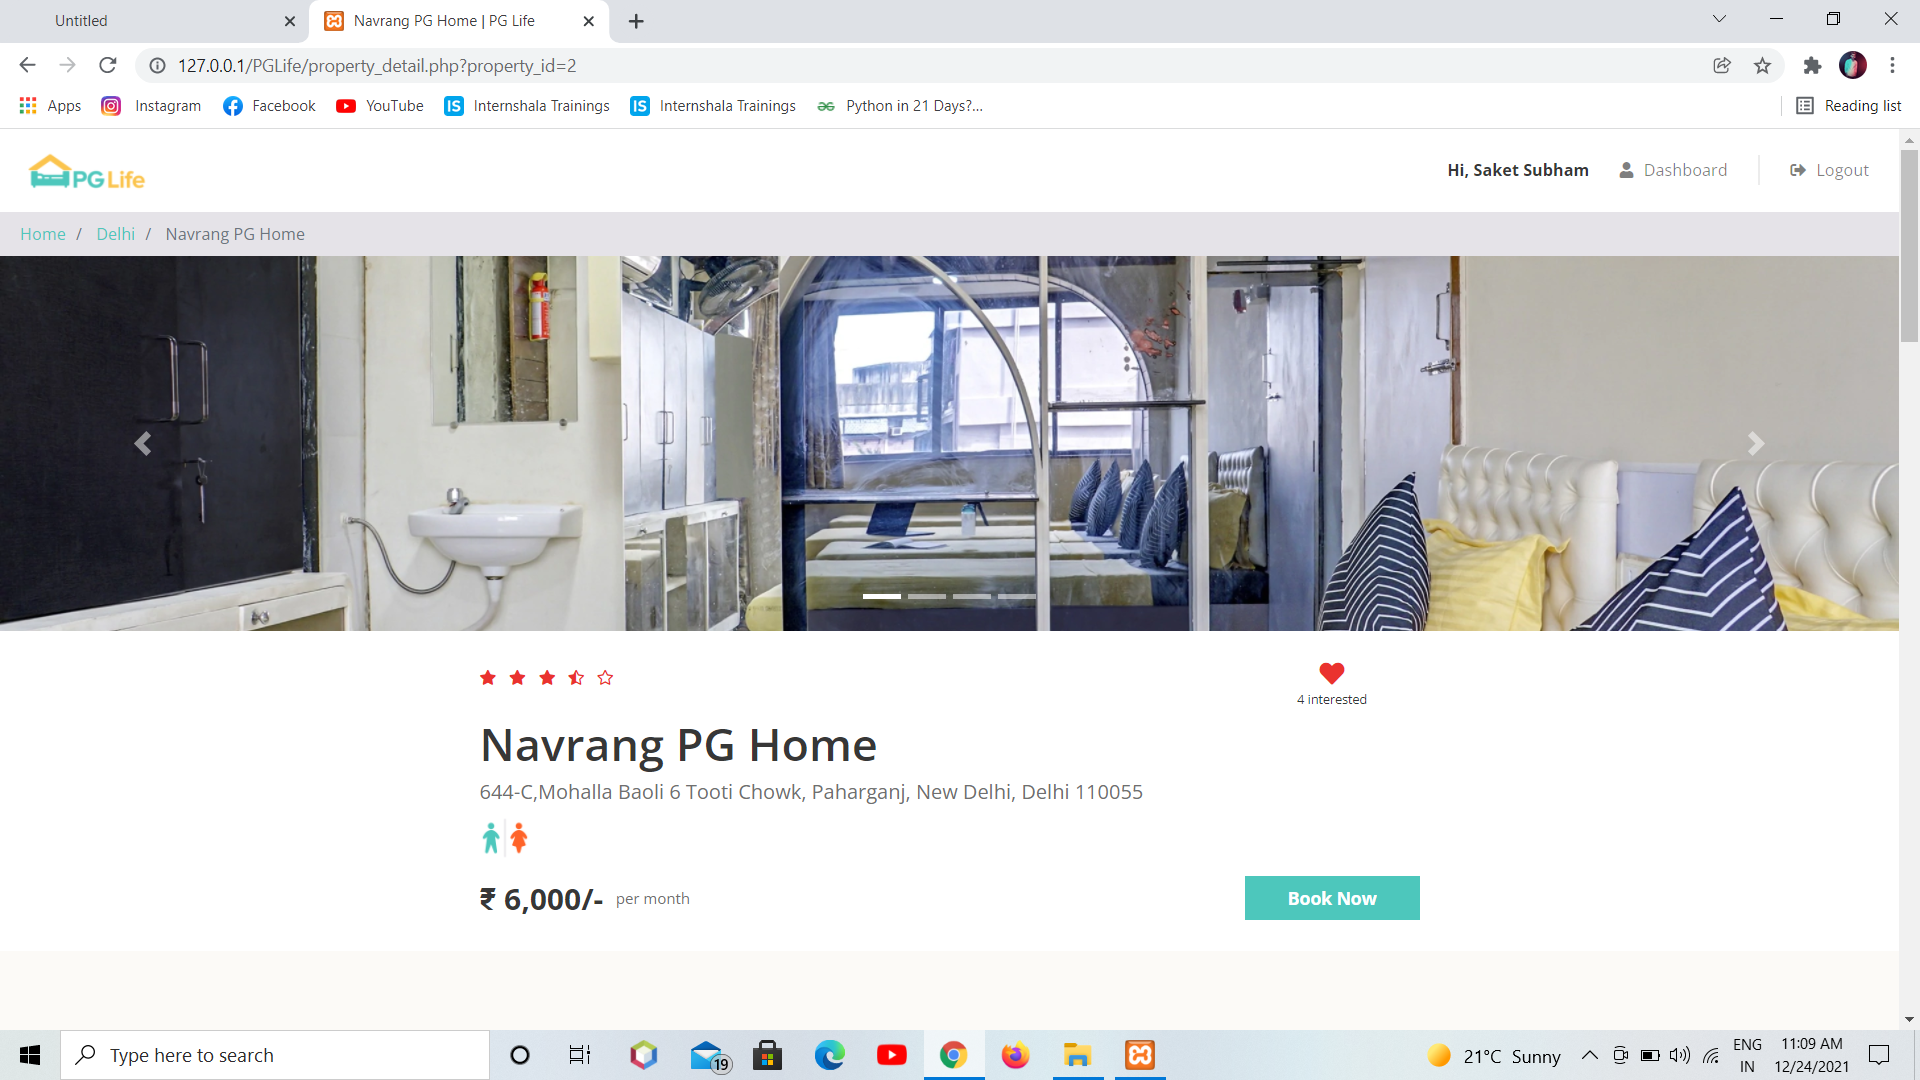 Untitled
Navrang PG Home | PG Life
127.0.0.1/PGLife/property_detail.php?property_id=2
Apps
Instagram
Facebook
YouTube
IS Internshala Trainings
IS Internshala Trainings
Python in 21 Days?...
Reading list
PG Life
Hi, Saket Subham
Dashboard
Logout
Home / Delhi / Navrang PG Home
4 interested
Navrang PG Home
644-C,Mohalla Baoli 6 Tooti Chowk, Paharganj, New Delhi, Delhi 110055
₹ 6,000/- per month
Book Now
Type here to search
19
21°C Sunny
ENG
IN
11:09 AM
12/24/2021